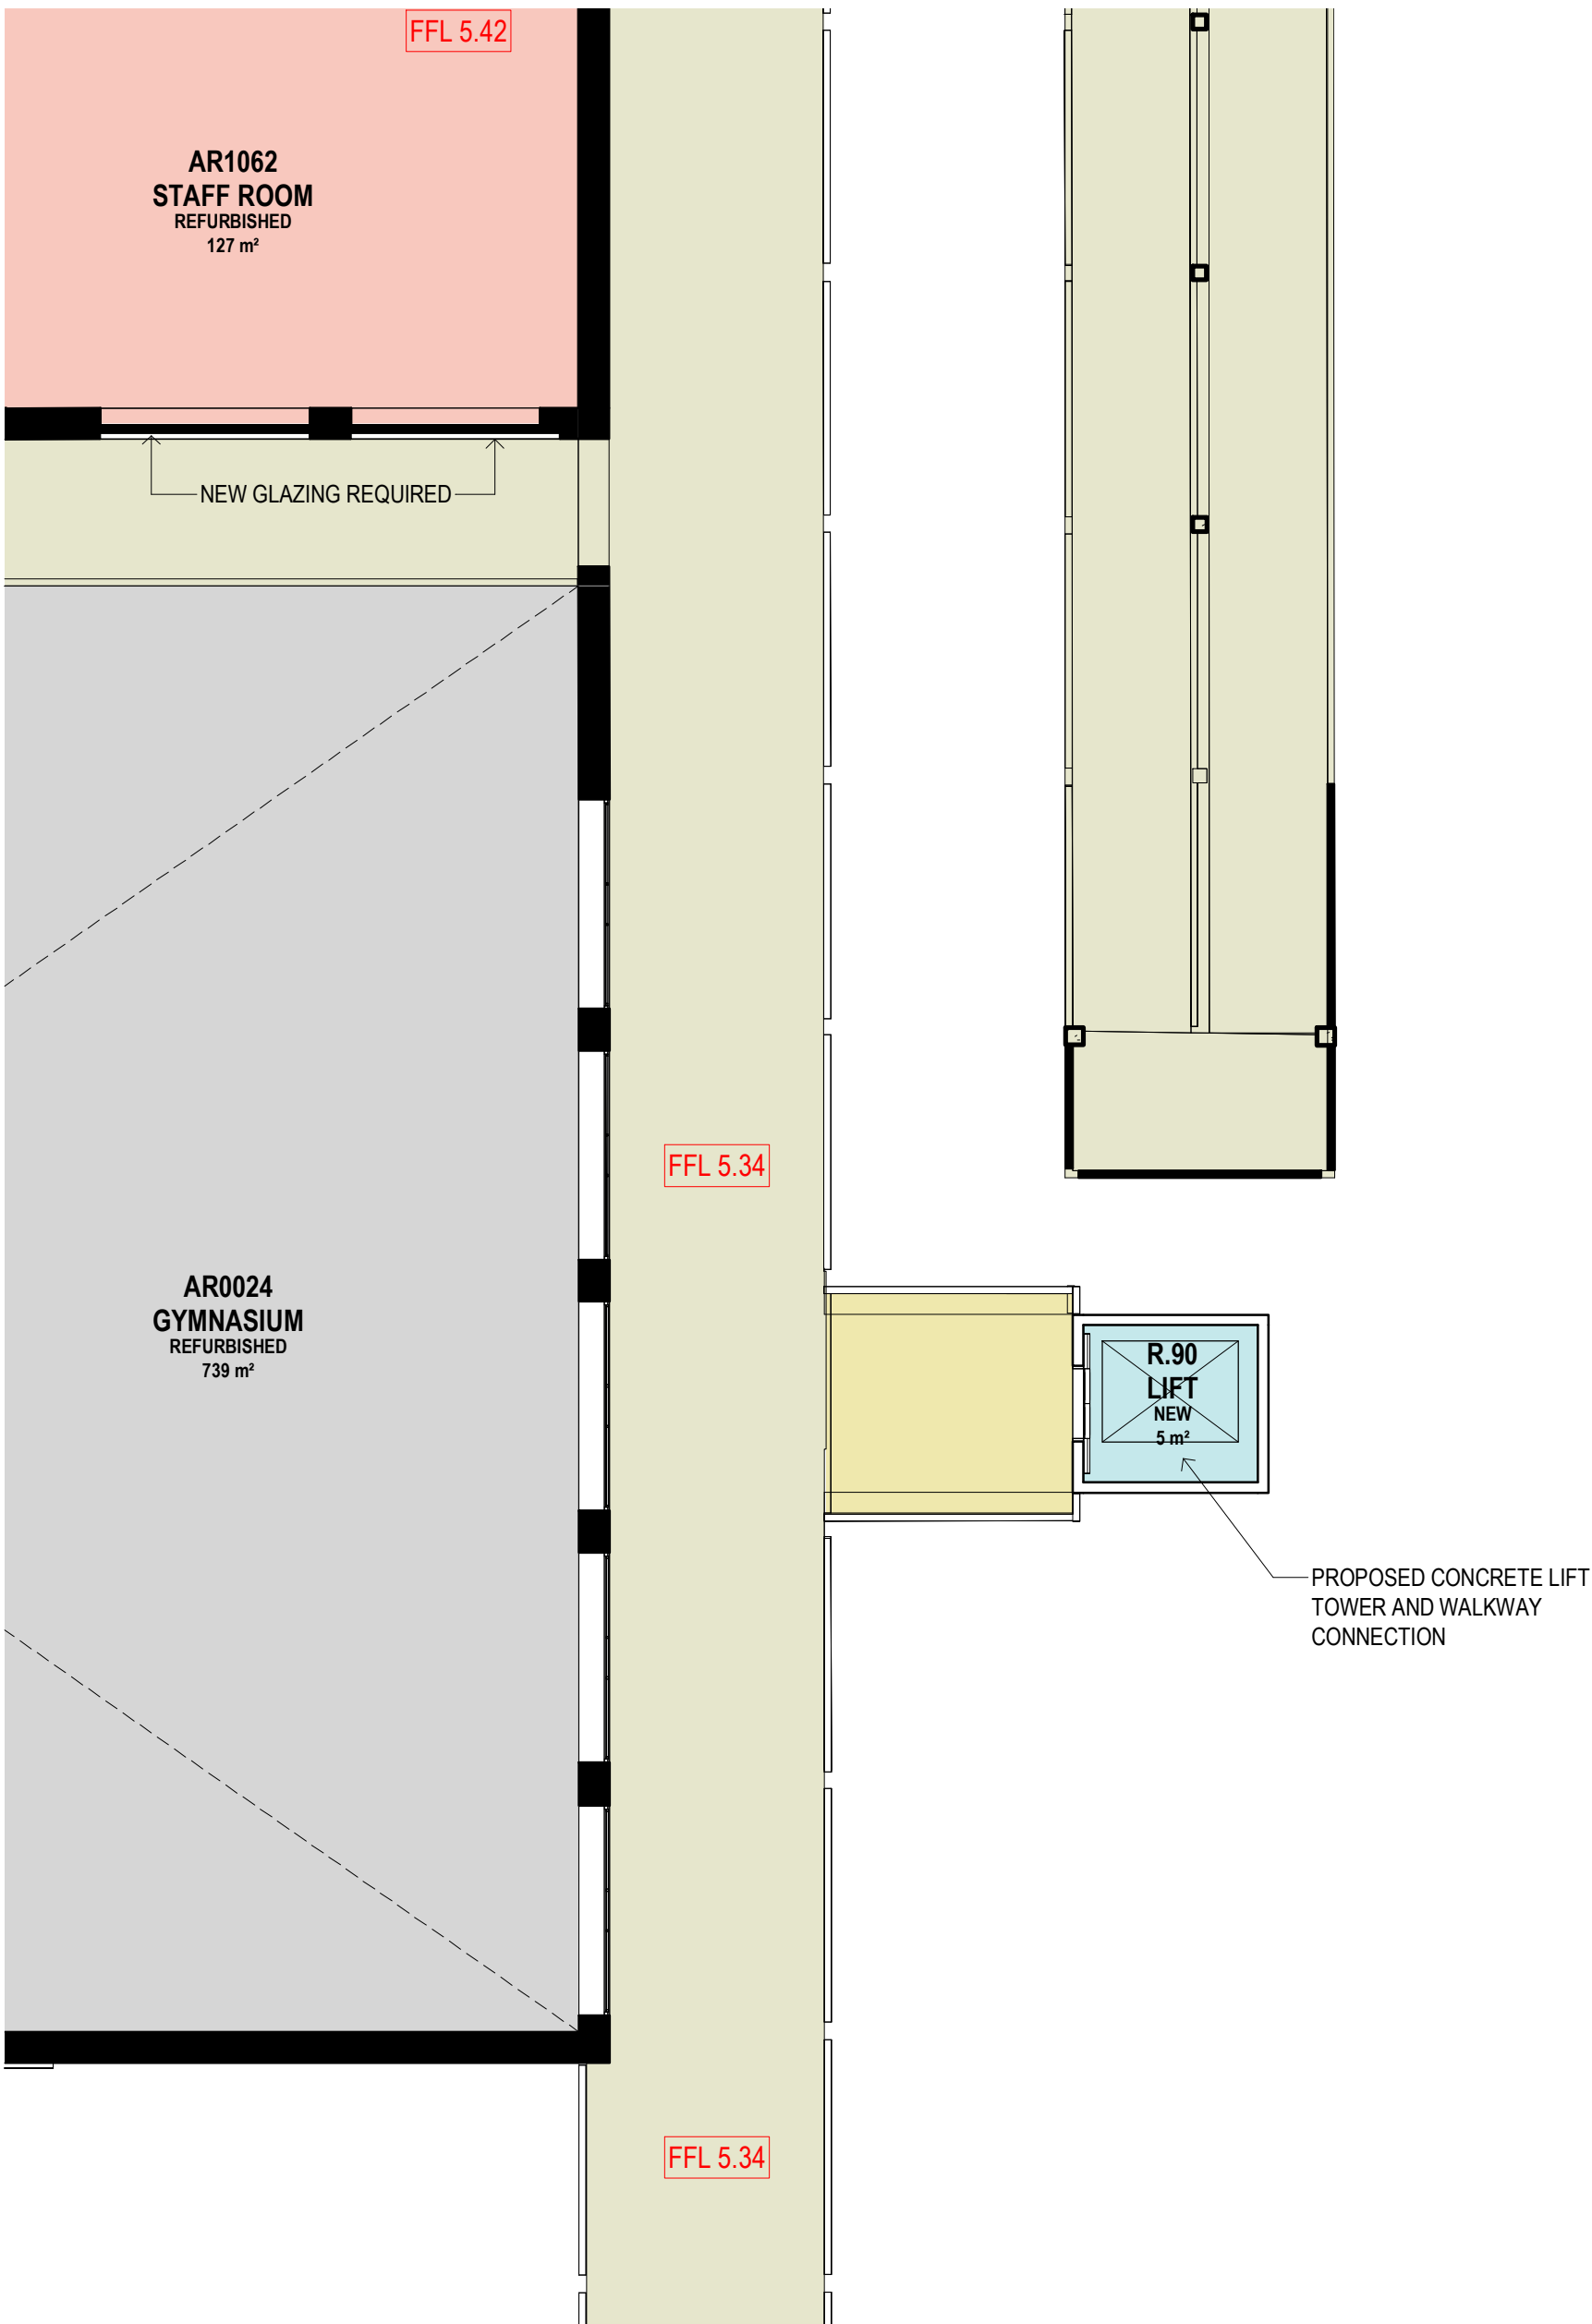 FFL 5.42
AR1062
STAFF ROOM
REFURBISHED
127 m²
NEW GLAZING REQUIRED
FFL 5.34
AR0024
GYMNASIUM
REFURBISHED
739 m²
R.90
LIFT
NEW
5 m²
PROPOSED CONCRETE LIFT
TOWER AND WALKWAY
CONNECTION
FFL 5.34